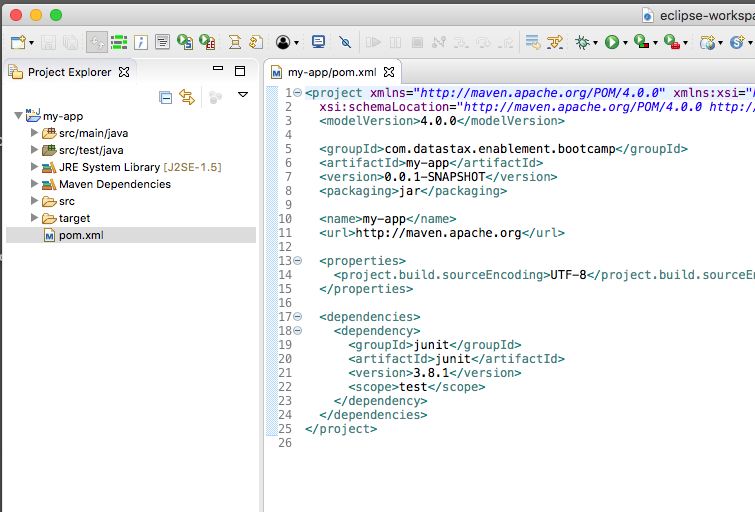 eclipse-workspa
Project Explorer
my-app/pom.xml
my-app
src/main/java
src/test/java
JRE System Library [J2SE-1.5]
Maven Dependencies
src
target
pom.xml
1 <project xmlns="http://maven.apache.org/POM/4.0.0" xmlns:xsi="h
2 xsi:schemaLocation="http://maven.apache.org/POM/4.0.0 http:/
3 <modelVersion>4.0.0</modelVersion>
4
5 <groupId>com.datastax.enablement.bootcamp</groupId>
6 <artifactId>my-app</artifactId>
7 <version>0.0.1-SNAPSHOT</version>
8 <packaging>jar</packaging>
9
10 <name>my-app</name>
11 <url>http://maven.apache.org</url>
12
13 <properties>
14 <project.build.sourceEncoding>UTF-8</project.build.sourceEn
15 </properties>
16
17 <dependencies>
18 <dependency>
19 <groupId>junit</groupId>
20 <artifactId>junit</artifactId>
21 <version>3.8.1</version>
22 <scope>test</scope>
23 </dependency>
24 </dependencies>
25 </project>
26